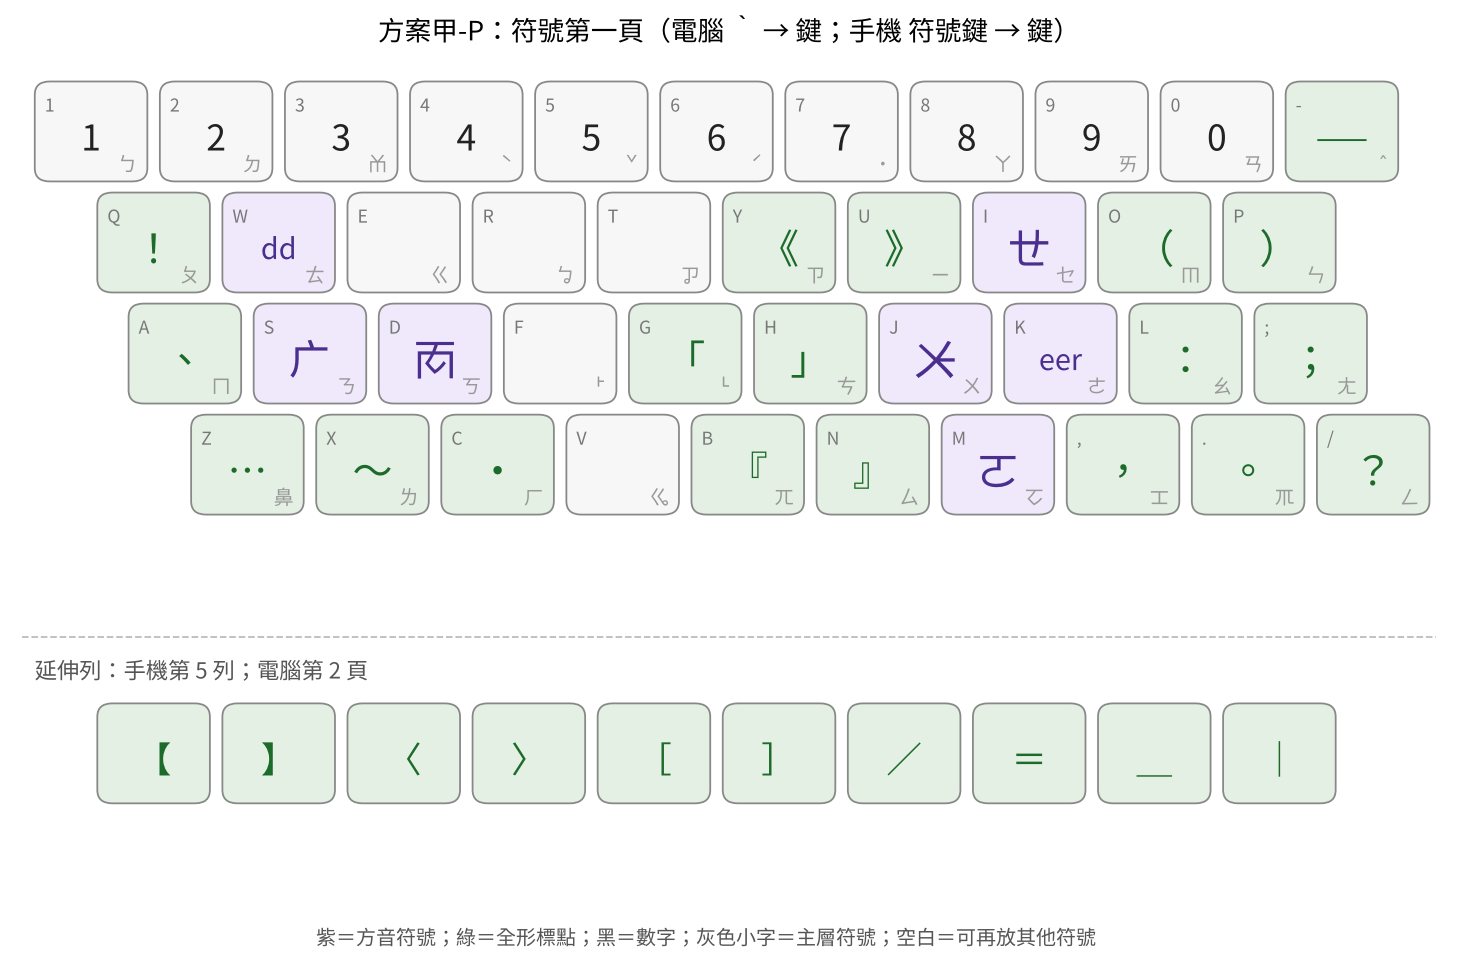 方案甲-P：符號第一頁（電腦 ` → 鍵；手機 符號鍵 → 鍵）
1 1 ㄅ 2 2 ㄉ 3 3 4 4 ˋ 5 5 ˇ 6 6 ˊ 7 7 ˙ 8 8 ㄚ 9 9 ㄞ 0 0 ㄢ - — ˆ
Q ！ ㄆ W dd ㄊ E ㄍ R ㆠ T ㆡ Y 《 ㄗ U 》 ㄧ I ㄝ O （ P ） ㄣ
A 、 ㄇ S ㄋ D ㄎ F ㆵ G 「 H 」 ㄘ J ㄨ K eer ㄜ L ： ㄠ ; ； ㄤ
Z … X ～ ㄌ C • ㄏ V ㆣ B 『 N 』 ㄙ M , ， . 。 / ？ ㄥ
延伸列：手機第 5 列；電腦第 2 頁
【 】 〈 〉 ［ ］ ／ ＝ ＿ ｜
紫＝方音符號；綠＝全形標點；黑＝數字；灰色小字＝主層符號；空白＝可再放其他符號